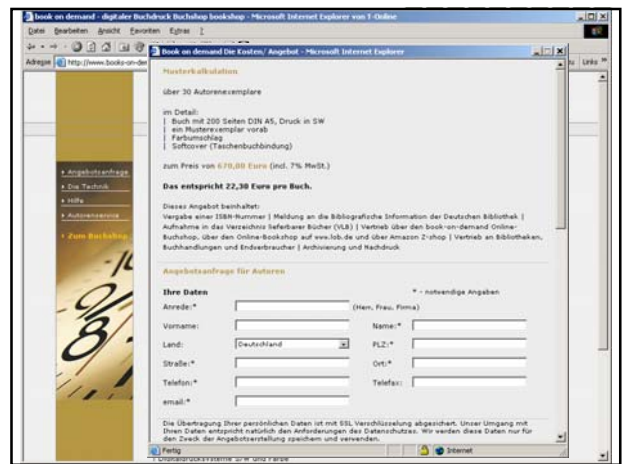 book on demand - digitaler Buchdruck Buchshop bookshop - Microsoft Internet Explorer von T-Online
Datei Bearbeiten Ansicht Favoriten Extras ?
Adresse http://www.books-on-der
Links
Book on demand Die Kosten/ Angebot - Microsoft Internet Explorer
Musterkalkulation
über 30 Autorenexemplare
im Detail:
| Buch mit 200 Seiten DIN A5, Druck in SW
| ein Musterexemplar vorab
| Farbumschlag
| Softcover (Taschenbuchbindung)
zum Preis von 670,00 Euro (incl. 7% MwSt.)
Das entspricht 22,30 Euro pro Buch.
Dieses Angebot beinhaltet:
Vergabe einer ISBN-Nummer | Meldung an die Bibliografische Information der Deutschen Bibliothek |
Aufnahme in das Verzeichnis lieferbarer Bücher (VLB) | Vertrieb über den book-on-demand Online-
Buchshop, über den Online-Bookshop auf www.lob.de und über Amazon Z-shop | Vertrieb an Bibliotheken,
Buchhandlungen und Endverbraucher | Archivierung und Nachdruck
Angebotsanfrage für Autoren
Ihre Daten * - notwendige Angaben
Anrede:* (Herr, Frau, Firma)
Vorname: Name:*
Land: Deutschland PLZ:*
Straße:* Ort:*
Telefon:* Telefax:
email:*
Die Übertragung Ihrer persönlichen Daten ist mit SSL Verschlüsselung abgesichert. Unser Umgang mit
Ihren Daten entspricht natürlich den Anforderungen des Datenschutzes. Wir werden diese Daten nur für
den Zweck der Angebotserstellung speichern und verwenden.
Fertig Internet
Angebotsanfrage
Die Technik
Hilfe
Autorenservice
Zum Buchshop
10
9
8
7